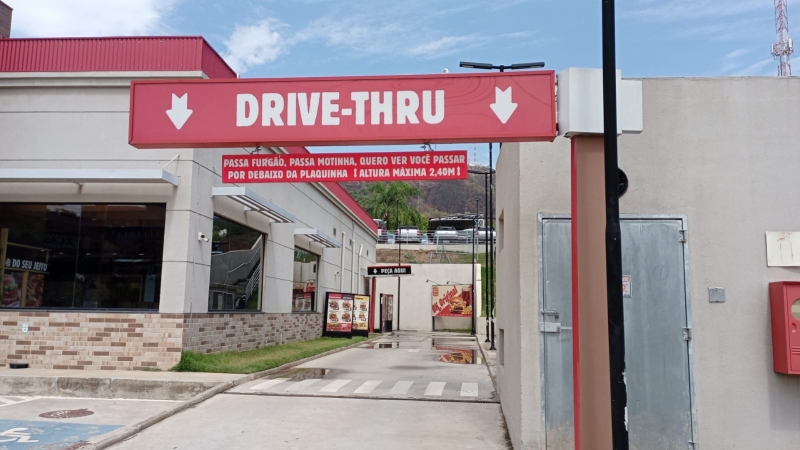 DRIVE-THRU
PASSA FURGÃO, PASSA MOTINHA, QUERO VER VOCÊ PASSAR
POR DEBAIXO DA PLAQUINHA ! ALTURA MÁXIMA 2,40M !
DO SEU JEITO
PEÇA AQUI